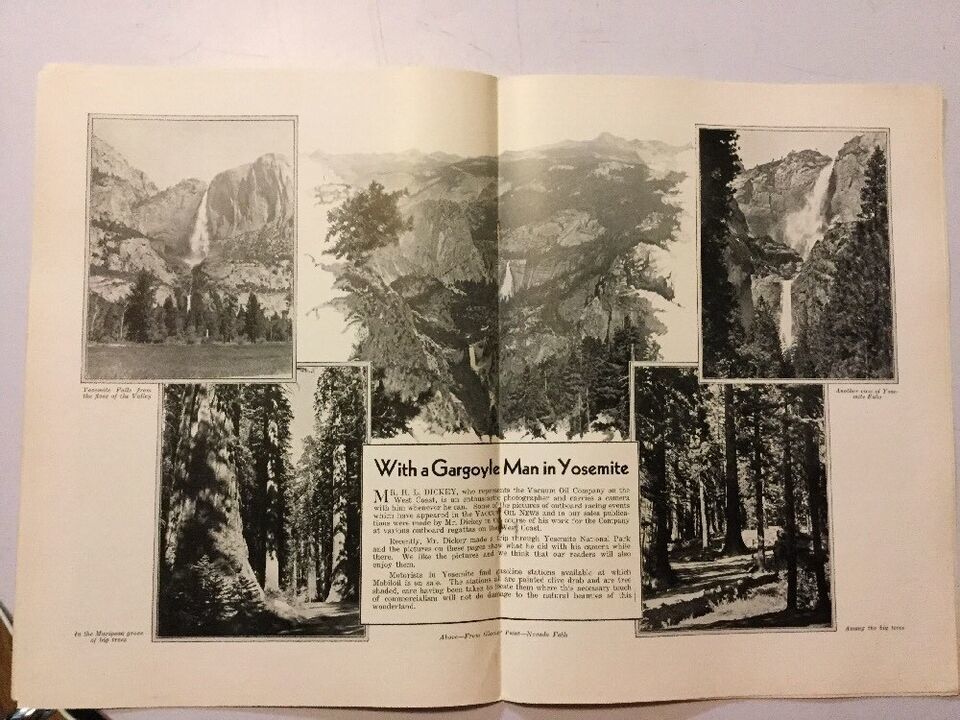 Yosemite Falls from
the floor of the Valley
Another view of Yose-
mite Falls
With a Gargoyle Man in Yosemite
MR. H. L. DICKEY, who represents the Vacuum Oil Company on the
West Coast, is an enthusiastic photographer and carries a camera
with him whenever he can. Some of the pictures of outboard racing events
which have appeared in the VACUUM OIL NEWS and in our sales publica-
tions were made by Mr. Dickey in the course of his work for the Company
at various outboard regattas on the West Coast.
Recently, Mr. Dickey made a trip through Yosemite National Park
and the pictures on these pages show what he did with his camera while
there. We like the pictures and we think that our readers will also
enjoy them.
Motorists in Yosemite find gasoline stations available at which
Mobiloil is on sale. The stations all are painted olive drab and are tree
shaded, care having been taken to locate them where this necessary touch
of commercialism will not do damage to the natural beauties of this
wonderland.
In the Mariposa grove
of big trees
Above—From Glacier Point—Nevada Falls
Among the big trees